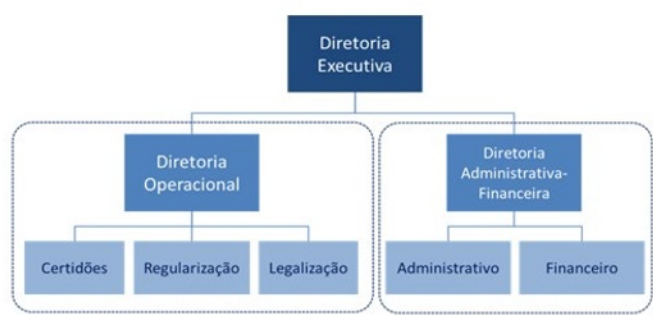 Diretoria
Executiva
Diretoria
Operacional
Diretoria
Administrativa-
Financeira
Certidões
Regularização
Legalização
Administrativo
Financeiro